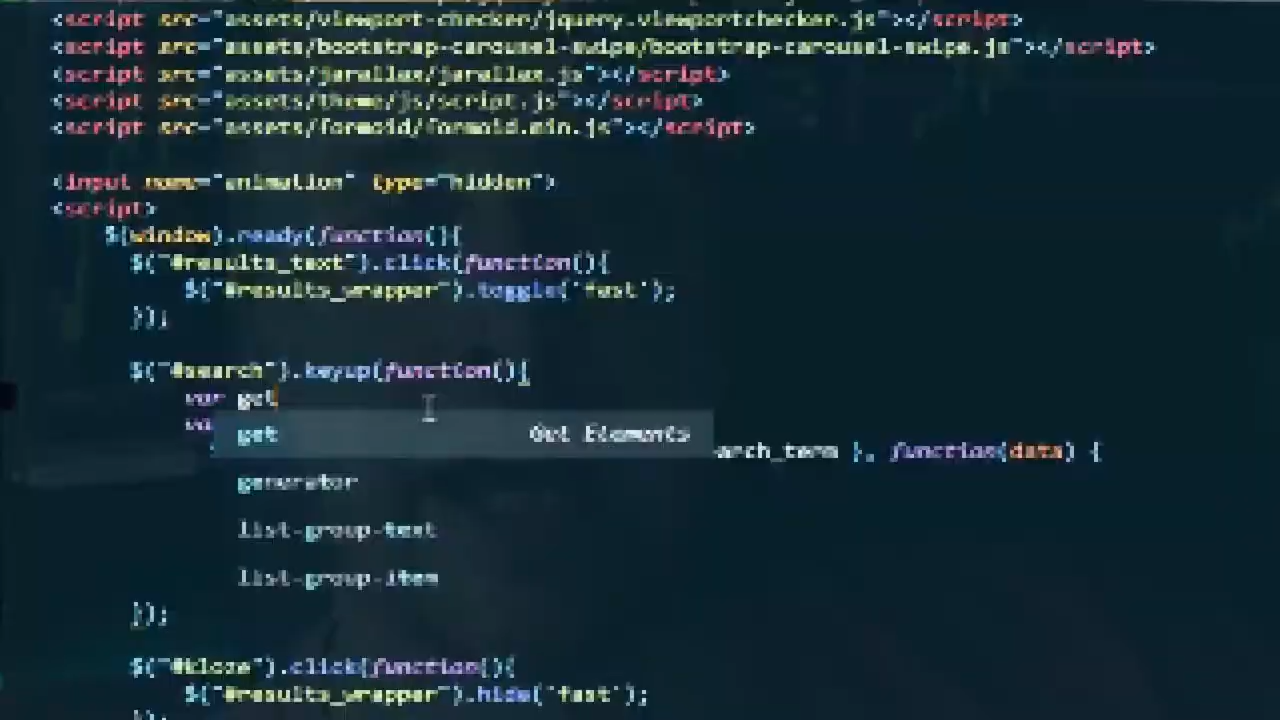 <script src="assets/viewport-checker/jquery.viewportchecker.js"></script>
<script src="assets/bootstrap-carousel-swipe/bootstrap-carousel-swipe.js"></script>
<script src="assets/jarallax/jarallax.js"></script>
<script src="assets/theme/js/script.js"></script>
<script src="assets/formoid/formoid.min.js"></script>
<input name="animation" type="hidden">
<script>
$(window).ready(function(){
$("#results_text").click(function(){
$("#results_wrapper").toggle('fast');
});
$("#search").keyup(function(){
var get
va
get Get Elements
arch_term }, function(data) {
generator
list-group-text
list-group-item
});
$("#kloze").click(function(){
$("#results_wrapper").hide('fast');
});